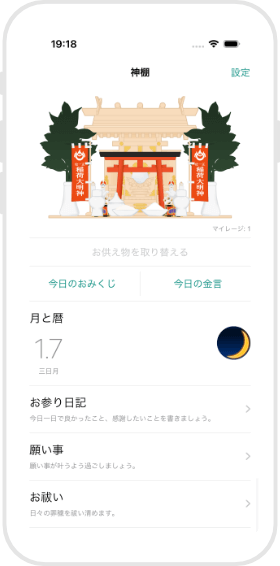 19:18
神棚
設定
稲荷大明神
稲荷大明神
マイレージ: 1
お供え物を取り替える
今日のおみくじ
今日の金言
月と暦
1.7
三日月
お参り日記
今日一日で良かったこと、感謝したいことを書きましょう。
願い事
願い事が叶うよう過ごしましょう。
お祓い
日々の罪穢を祓い清めます。